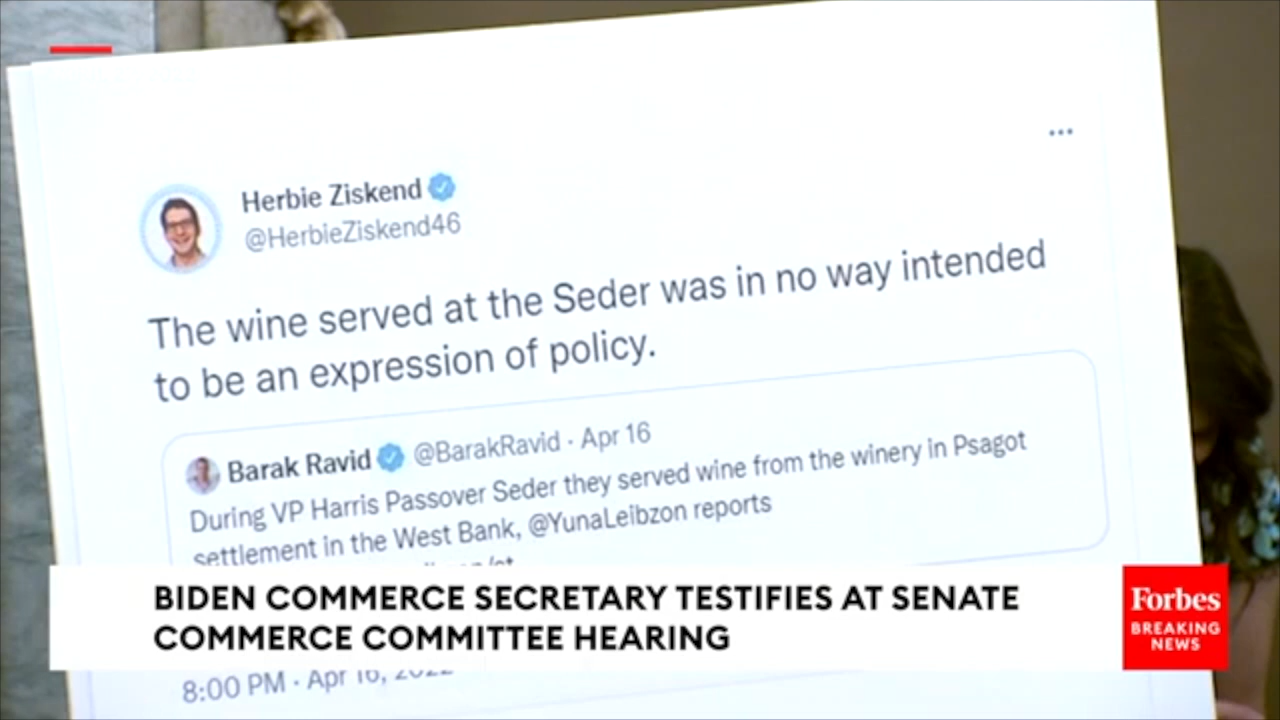 Herbie Ziskend
@HerbieZiskend46
The wine served at the Seder was in no way intended
to be an expression of policy.
Barak Ravid @BarakRavid · Apr 16
During VP Harris Passover Seder they served wine from the winery in Psagot
settlement in the West Bank, @YunaLeibzon reports
BIDEN COMMERCE SECRETARY TESTIFIES AT SENATE
COMMERCE COMMITTEE HEARING
Forbes
BREAKING
NEWS
8:00 PM · Apr 16, 2022